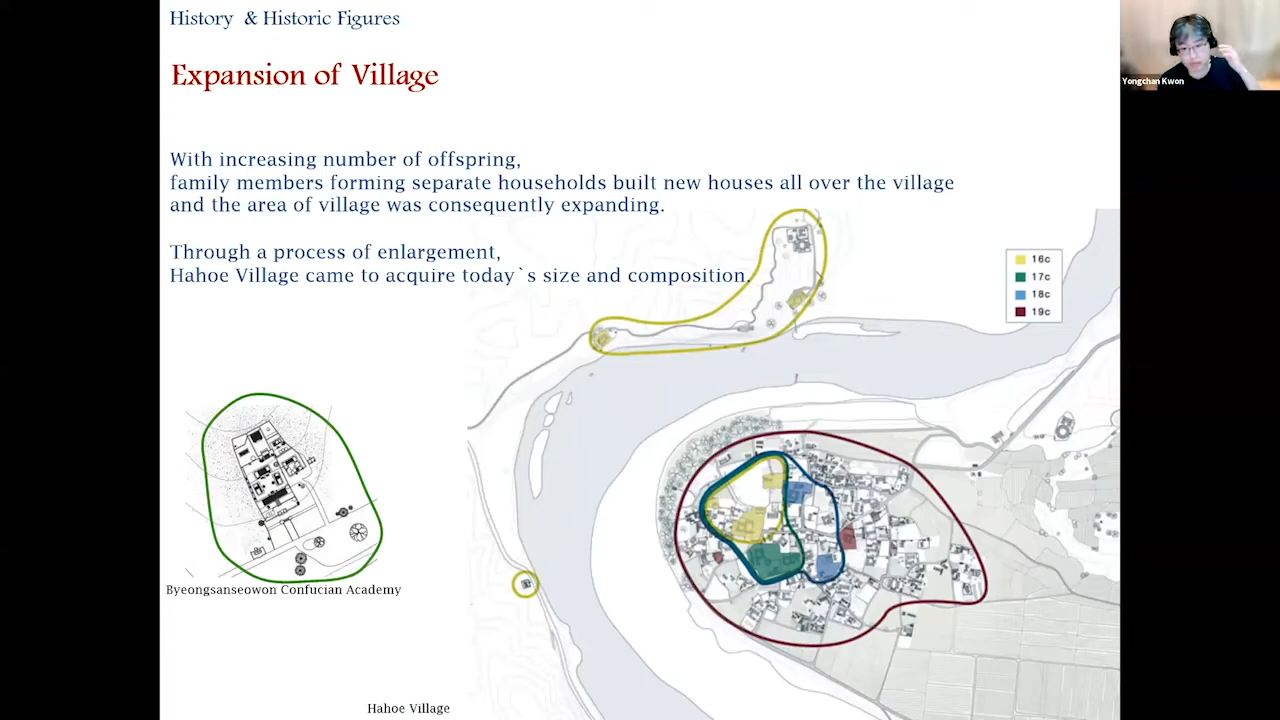 History & Historic Figures
Expansion of Village
With increasing number of offspring,
family members forming separate households built new houses all over the village
and the area of village was consequently expanding.
Through a process of enlargement,
Hahoe Village came to acquire today`s size and composition.
16c
17c
18c
19c
Byeongsanseowon Confucian Academy
Hahoe Village
Yongchan Kwon